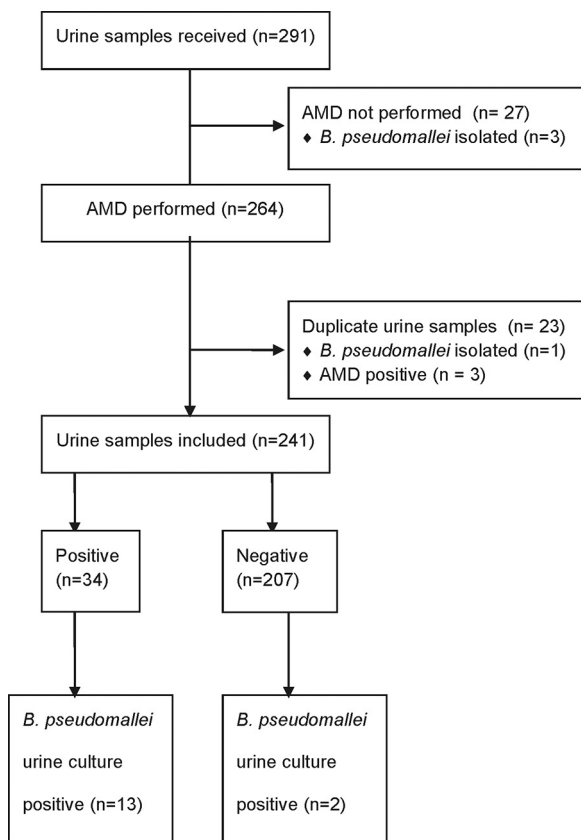 Urine samples received (n=291)
AMD not performed (n= 27)
♦ B. pseudomallei isolated (n=3)
AMD performed (n=264)
Duplicate urine samples (n= 23)
♦ B. pseudomallei isolated (n=1)
♦ AMD positive (n = 3)
Urine samples included (n=241)
Positive
(n=34)
Negative
(n=207)
B. pseudomallei
urine culture
positive (n=13)
B. pseudomallei
urine culture
positive (n=2)